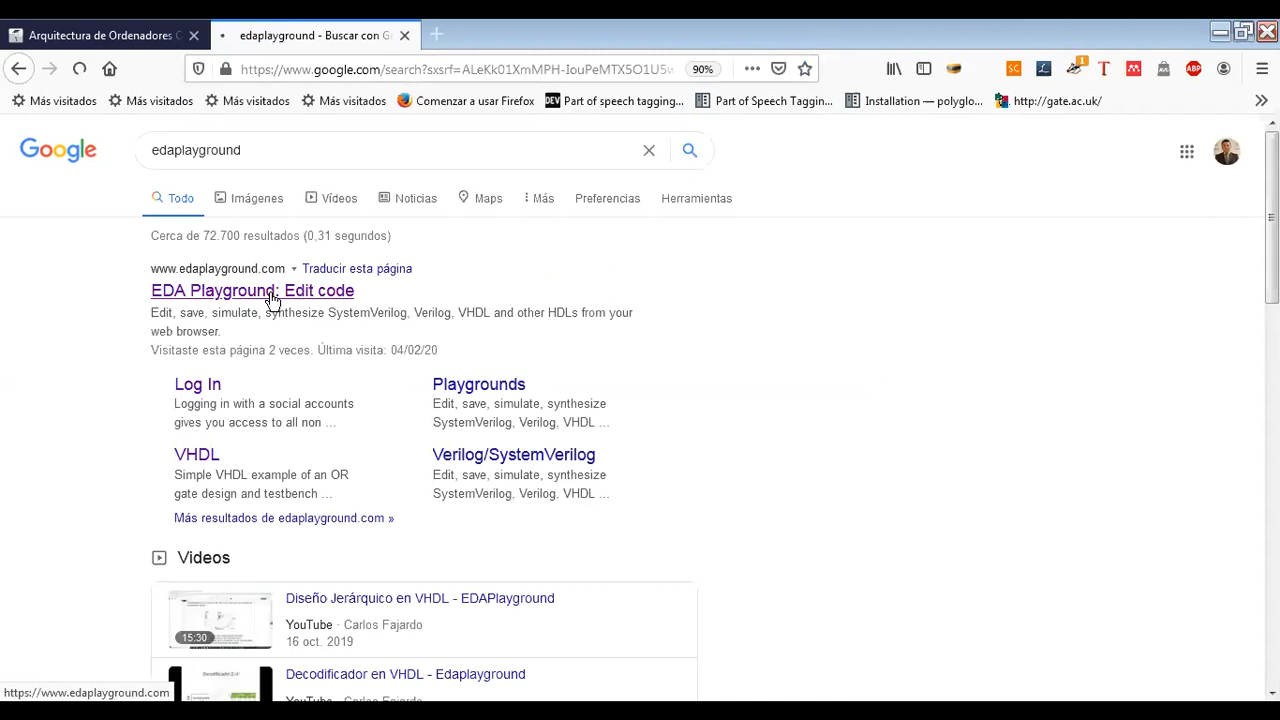 Arquitectura de Ordenadores
edaplayground - Buscar con G
https://www.google.com/search?sxsrf=ALeKk01XmMPH-IouPeMTX5O1U5w
90%
Más visitados
Más visitados
Más visitados
Más visitados
Comenzar a usar Firefox
Part of speech tagging...
Part of Speech Taggin...
Installation — polyglo...
http://gate.ac.uk/
Google
edaplayground
Todo
Imágenes
Vídeos
Noticias
Maps
Más
Preferencias
Herramientas
Cerca de 72.700 resultados (0,31 segundos)
www.edaplayground.com Traducir esta página
EDA Playground: Edit code
Edit, save, simulate, synthesize SystemVerilog, Verilog, VHDL and other HDLs from your
web browser.
Visitaste esta página 2 veces. Última visita: 04/02/20
Log In
Logging in with a social accounts
gives you access to all non ...
Playgrounds
Edit, save, simulate, synthesize
SystemVerilog, Verilog, VHDL ...
VHDL
Simple VHDL example of an OR
gate design and testbench ...
Verilog/SystemVerilog
Edit, save, simulate, synthesize
SystemVerilog, Verilog, VHDL ...
Más resultados de edaplayground.com »
Videos
15:30
Diseño Jerárquico en VHDL - EDAPlayground
YouTube · Carlos Fajardo
16 oct. 2019
Decodificador en VHDL - Edaplayground
YouTube · Carlos Fajardo
https://www.edaplayground.com